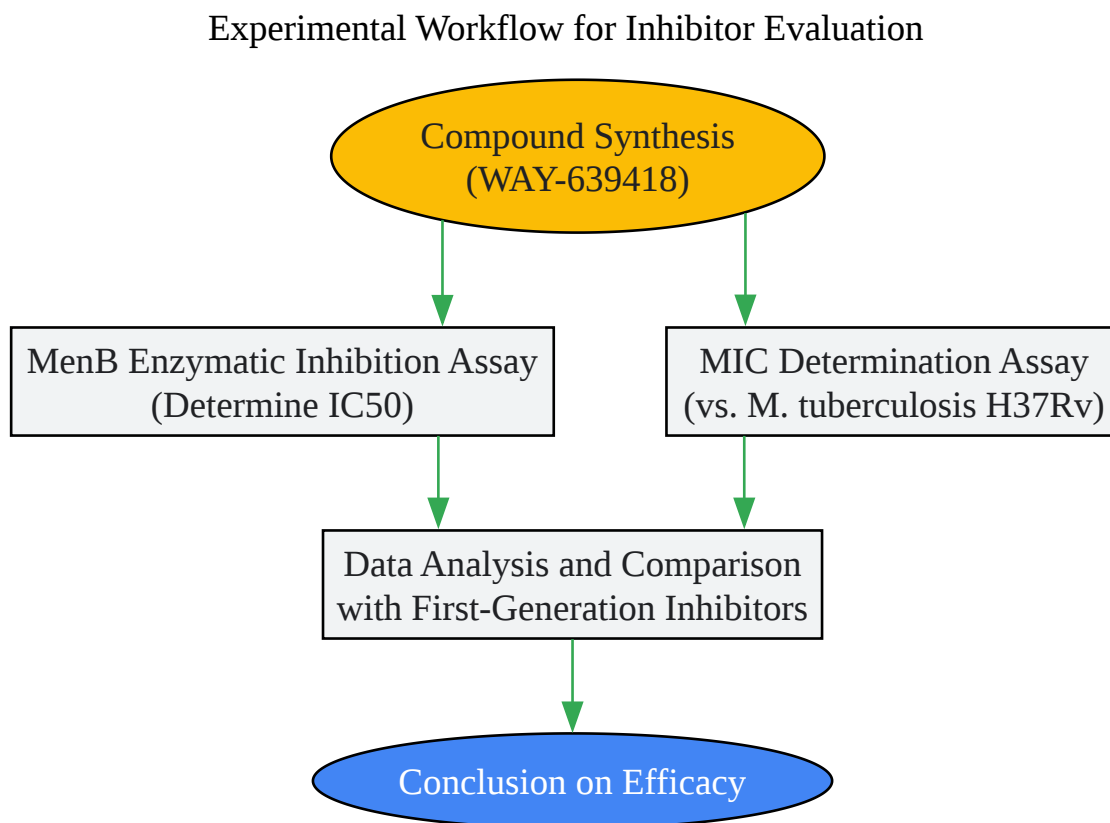 Experimental Workflow for Inhibitor Evaluation
Compound Synthesis
(WAY-639418)
MenB Enzymatic Inhibition Assay
(Determine IC50)
MIC Determination Assay
(vs. M. tuberculosis H37Rv)
Data Analysis and Comparison
with First-Generation Inhibitors
Conclusion on Efficacy